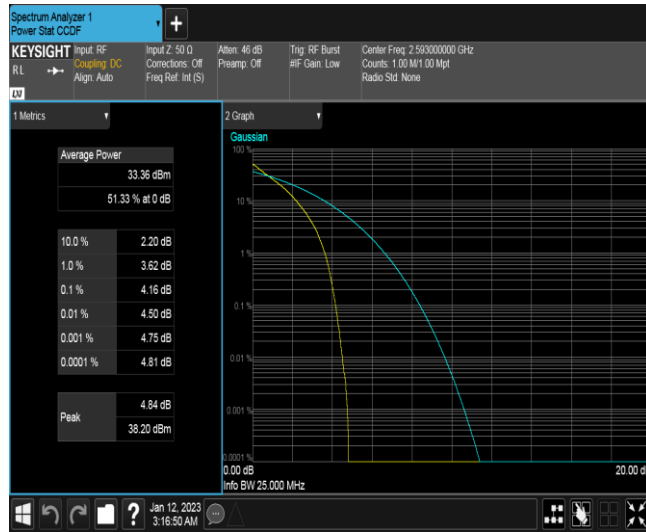 Spectrum Analyzer 1
Power Stat CCDF
+
KEYSIGHT
RL
LXI
Input: RF
Coupling: DC
Align: Auto
Input Z: 50 Ω
Corrections: Off
Freq Ref: Int (S)
Atten: 46 dB
Preamp: Off
Trig: RF Burst
#IF Gain: Low
Center Freq: 2.593000000 GHz
Counts: 1.00 M/1.00 Mpt
Radio Std: None
1 Metrics
Average Power
33.36 dBm
51.33 % at 0 dB
10.0 % 2.20 dB
1.0 % 3.62 dB
0.1 % 4.16 dB
0.01 % 4.50 dB
0.001 % 4.75 dB
0.0001 % 4.81 dB
Peak
4.84 dB
38.20 dBm
2 Graph
Gaussian
100 %
10 %
1 %
0.1 %
0.01 %
0.001 %
0.0001 %
0.00 dB
20.00 d
Info BW 25.000 MHz
?
Jan 12, 2023
3:16:50 AM